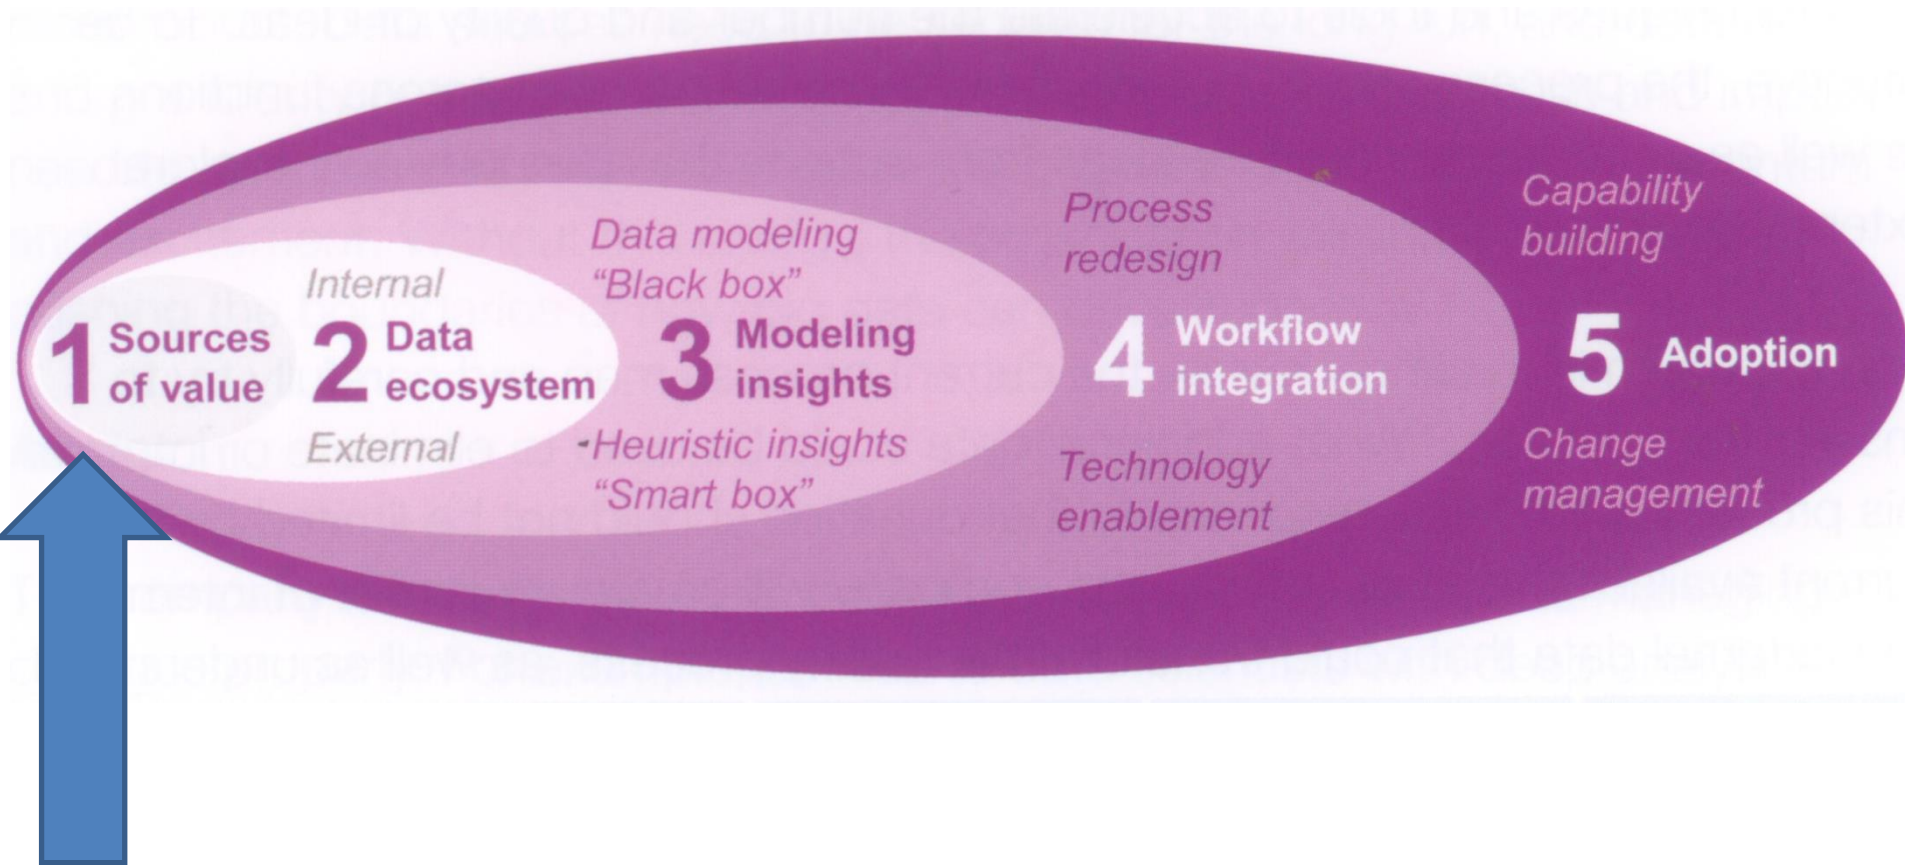 1 Sources
of value
Internal
2 Data
ecosystem
External
Data modeling
“Black box”
3 Modeling
insights
Heuristic insights
“Smart box”
Process
redesign
4 Workflow
integration
Technology
enablement
Capability
building
5 Adoption
Change
management